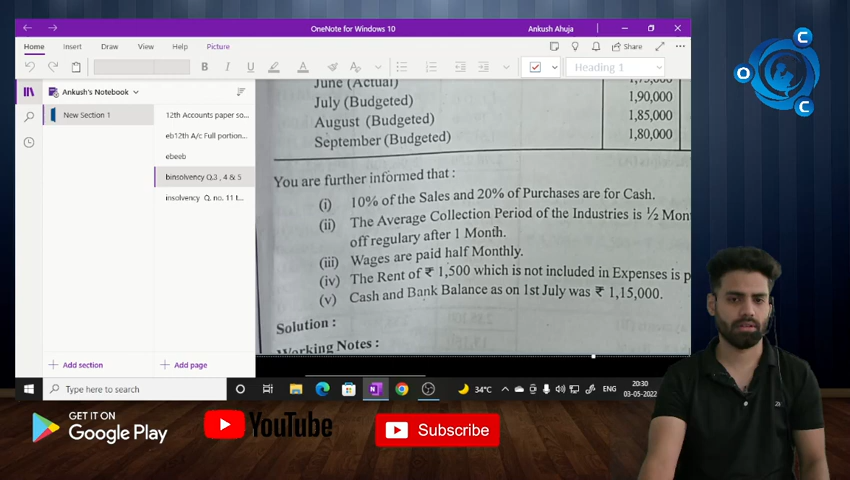 OneNote for Windows 10
Ankush Ahuja
Home
Insert
Draw
View
Help
Picture
Share
Heading 1
Ankush's Notebook
New Section 1
12th Accounts paper so...
eb12th A/c Full portion...
ebeeb
binsolvency Q.3 , 4 & 5
insolvency Q. no. 11 t...
Add section
Add page
June (Actual)
July (Budgeted) 1,90,000
August (Budgeted) 1,85,000
September (Budgeted) 1,80,000
You are further informed that :
(i) 10% of the Sales and 20% of Purchases are for Cash.
(ii) The Average Collection Period of the Industries is ½ Mon
off regulary after 1 Month.
(iii) Wages are paid half Monthly.
(iv) The Rent of ₹ 1,500 which is not included in Expenses is p
(v) Cash and Bank Balance as on 1st July was ₹ 1,15,000.
Solution :
Working Notes :
Type here to search
34°C
ENG
20:30
03-05-2022
GET IT ON
Google Play
YouTube
Subscribe
C
O
C